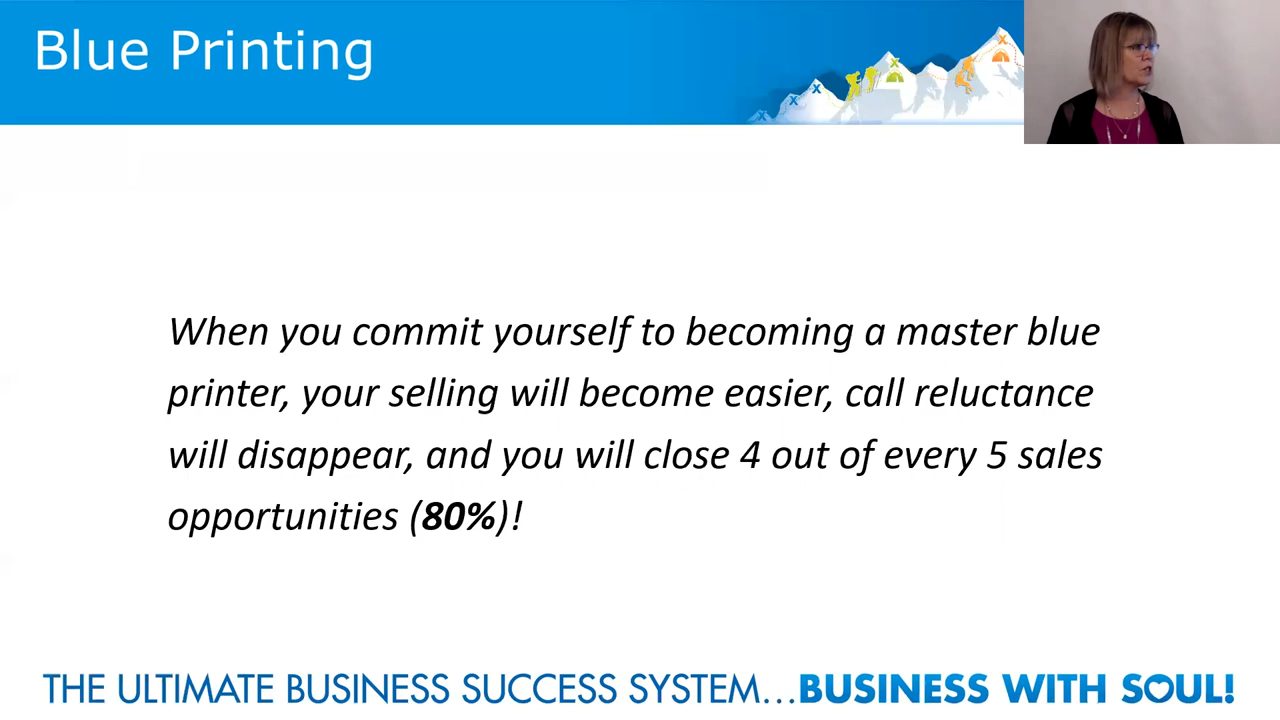 Blue Printing
When you commit yourself to becoming a master blue
printer, your selling will become easier, call reluctance
will disappear, and you will close 4 out of every 5 sales
opportunities (80%)!
THE ULTIMATE BUSINESS SUCCESS SYSTEM...BUSINESS WITH SOUL!